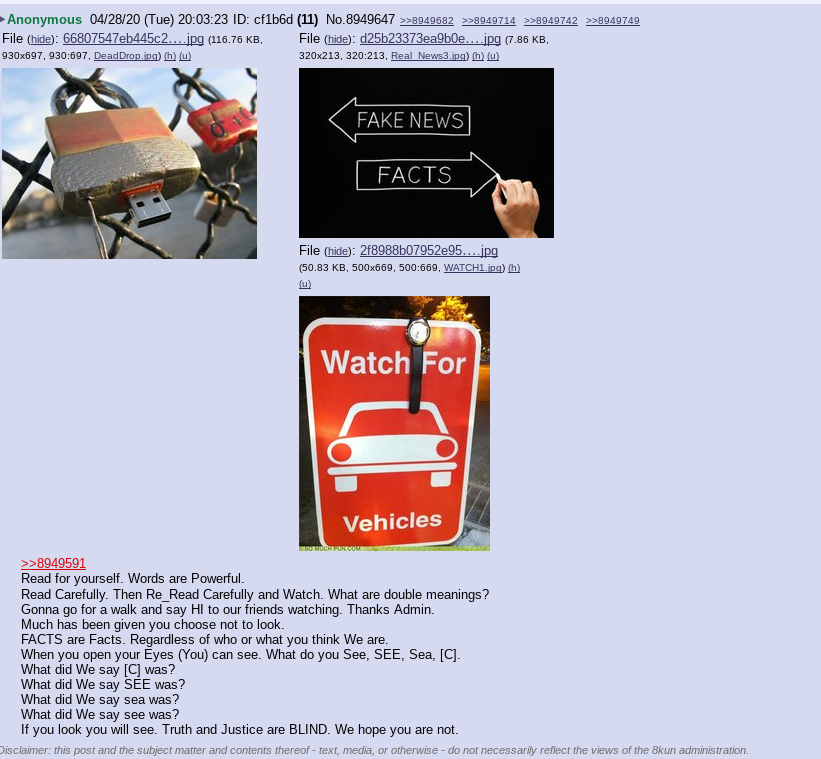 Anonymous 04/28/20 (Tue) 20:03:23 ID: cf1b6d (11) No.8949647 >>8949682 >>8949714 >>8949742 >>8949749
File (hide): 66807547eb445c2….jpg (116.76 KB, 930x697, 930:697, DeadDrop.jpg) (h) (u)
File (hide): d25b23373ea9b0e….jpg (7.86 KB, 320x213, 320:213, Real_News3.jpg) (h) (u)
FAKE NEWS
FACTS
File (hide): 2f8988b07952e95….jpg
(50.83 KB, 500x669, 500:669, WATCH1.jpg) (h)
(u)
Watch For
Vehicles
SO MUCH PUN.COM
>>8949591
Read for yourself. Words are Powerful.
Read Carefully. Then Re_Read Carefully and Watch. What are double meanings?
Gonna go for a walk and say HI to our friends watching. Thanks Admin.
Much has been given you choose not to look.
FACTS are Facts. Regardless of who or what you think We are.
When you open your Eyes (You) can see. What do you See, SEE, Sea, [C].
What did We say [C] was?
What did We say SEE was?
What did We say sea was?
What did We say see was?
If you look you will see. Truth and Justice are BLIND. We hope you are not.
Disclaimer: this post and the subject matter and contents thereof - text, media, or otherwise - do not necessarily reflect the views of the 8kun administration.